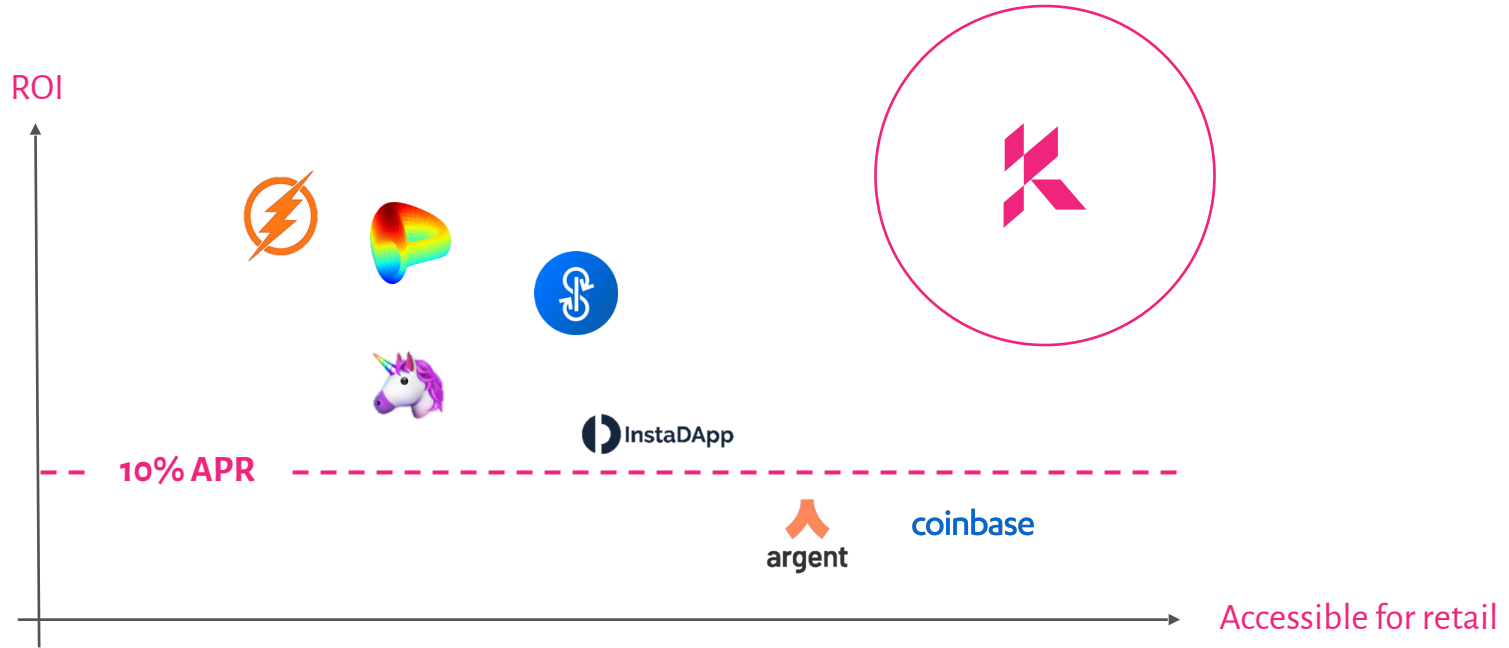 ROI
InstaDApp
10% APR
coinbase
argent
Accessible for retail